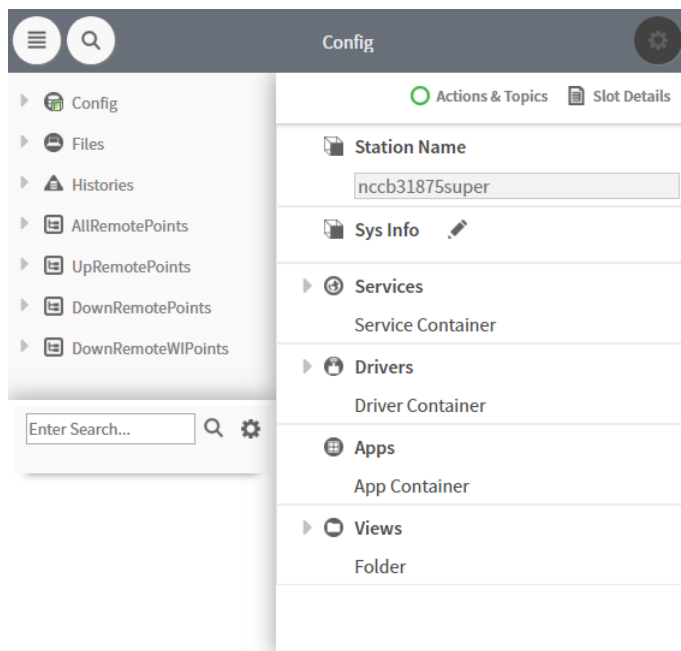 Config
Config
Files
Histories
AllRemotePoints
UpRemotePoints
DownRemotePoints
DownRemoteWIPoints
Enter Search...
Actions & Topics Slot Details
Station Name
nccb31875super
Sys Info
Services
Service Container
Drivers
Driver Container
Apps
App Container
Views
Folder